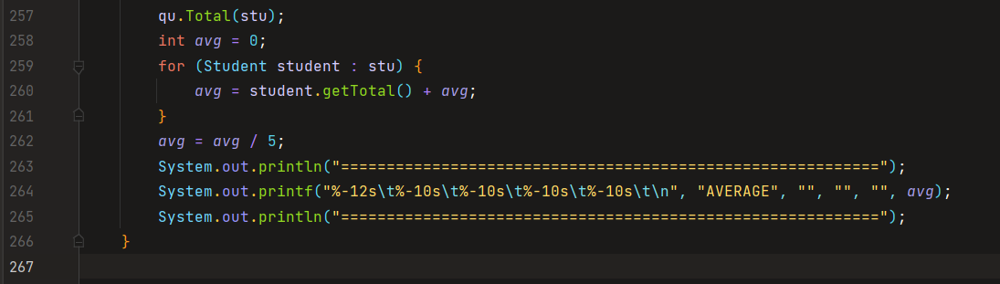 257 qu.Total(stu);
258 int avg = 0;
259 for (Student student : stu) {
260 avg = student.getTotal() + avg;
261 }
262 avg = avg / 5;
263 System.out.println("===========================================================");
264 System.out.printf("%-12s\t%-10s\t%-10s\t%-10s\t%-10s\t\n", "AVERAGE", "", "", "", avg);
265 System.out.println("===========================================================");
266 }
267